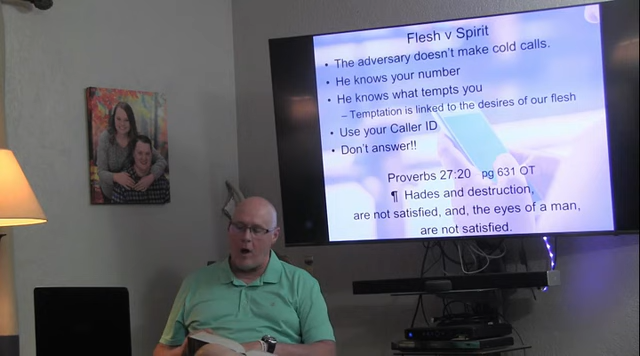 Flesh v Spirit
• The adversary doesn't make cold calls.
• He knows your number
• He knows what tempts you
– Temptation is linked to the desires of our flesh
• Use your Caller ID
• Don't answer!!
Proverbs 27:20 pg 631 OT
¶ Hades and destruction,
are not satisfied, and, the eyes of a man,
are not satisfied.